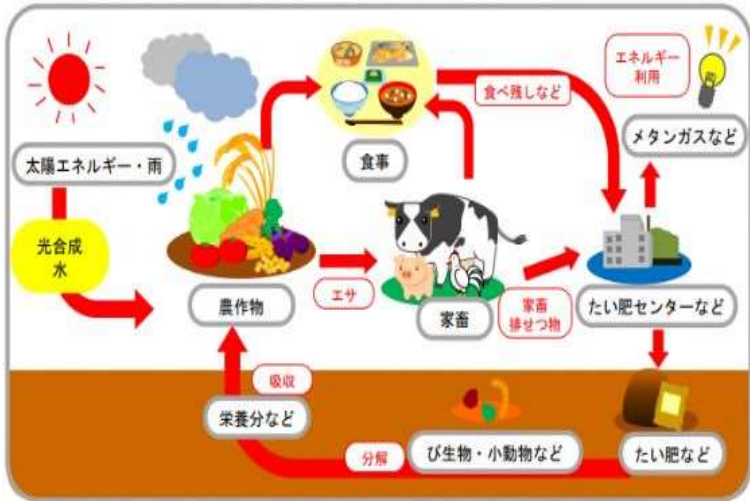 エネルギー
利用
食べ残しなど
太陽エネルギー・雨
食事
メタンガスなど
光合成
水
農作物
エサ
家畜
家畜
排せつ物
たい肥センターなど
吸収
栄養分など
分解
び生物・小動物など
たい肥など